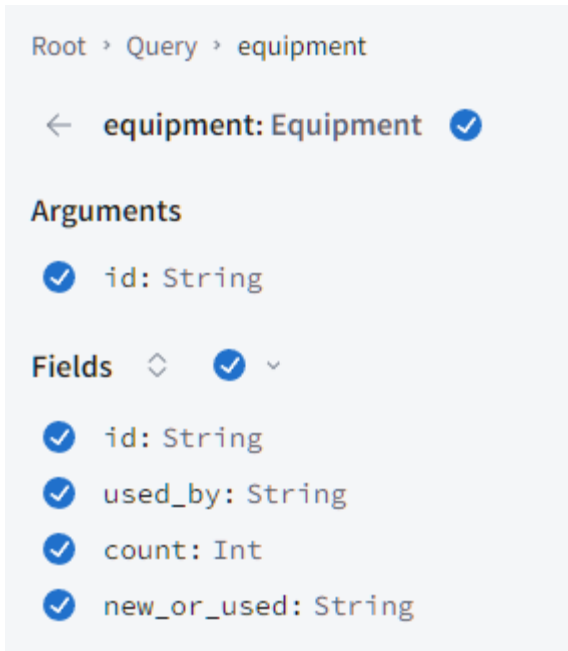 Root > Query > equipment
equipment: Equipment
Arguments
id: String
Fields
id: String
used_by: String
count: Int
new_or_used: String